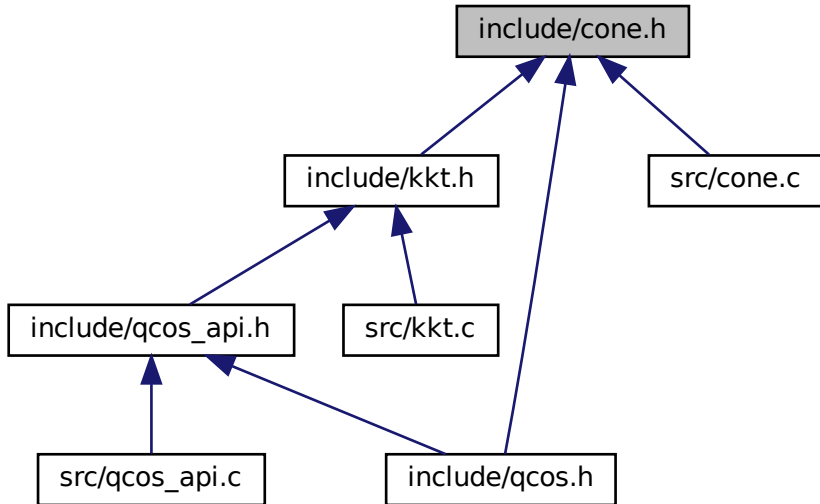 include/cone.h
include/kkt.h
src/cone.c
include/qcos_api.h
src/kkt.c
src/qcos_api.c
include/qcos.h